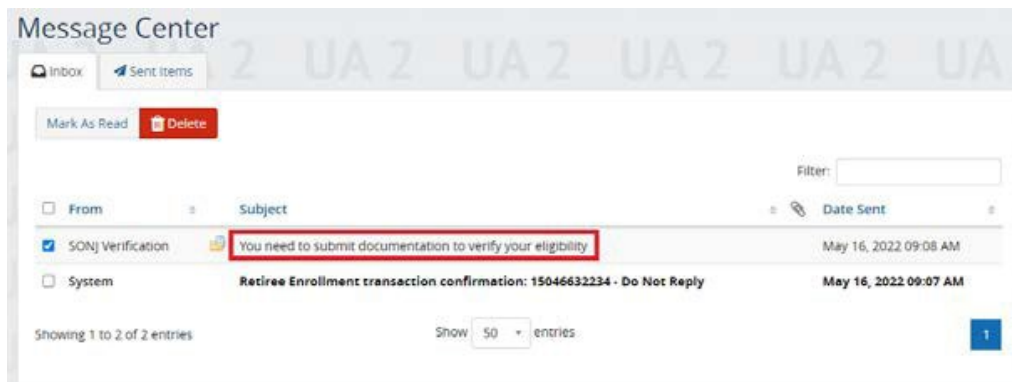 Message Center
Inbox Sent Items
UA 2 UA 2 UA 2 UA 2 UA
Mark As Read Delete
Filter:
From Subject Date Sent
SONJ Verification You need to submit documentation to verify your eligibility May 16, 2022 09:08 AM
System Retiree Enrollment transaction confirmation: 15046632234 - Do Not Reply May 16, 2022 09:07 AM
Showing 1 to 2 of 2 entries Show 50 entries 1